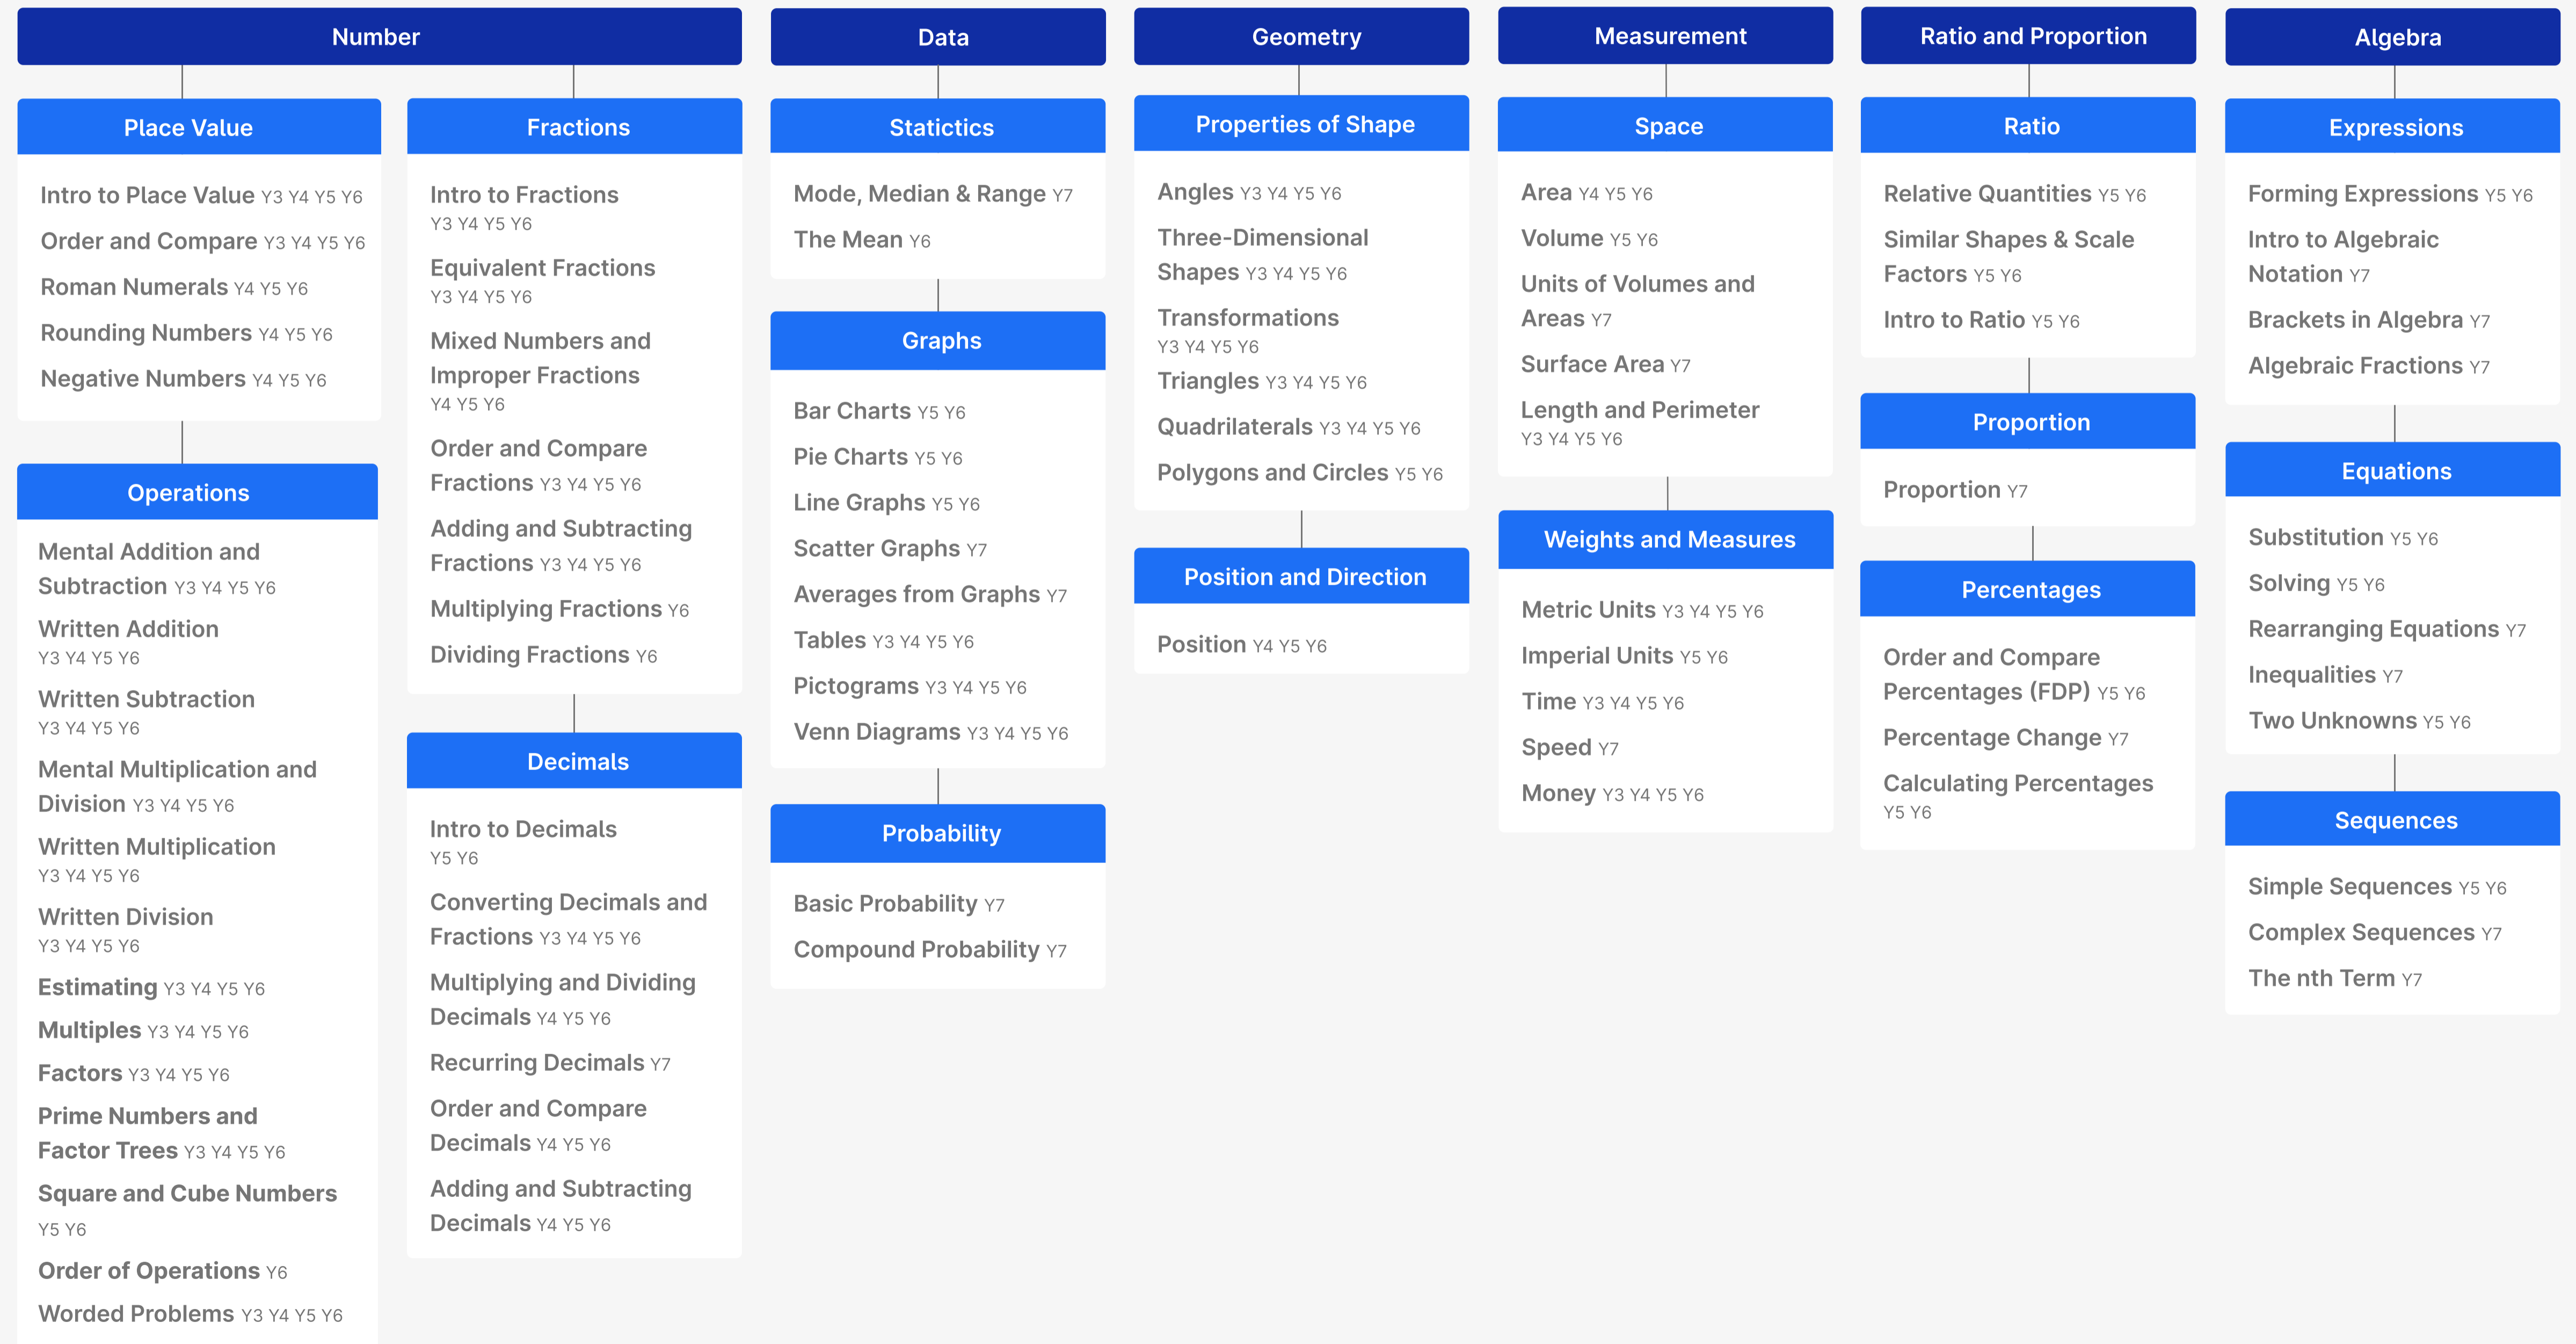 Number
Place Value
Intro to Place Value Y3 Y4 Y5 Y6
Order and Compare Y3 Y4 Y5 Y6
Roman Numerals Y4 Y5 Y6
Rounding Numbers Y4 Y5 Y6
Negative Numbers Y4 Y5 Y6
Operations
Mental Addition and
Subtraction Y3 Y4 Y5 Y6
Written Addition
Y3 Y4 Y5 Y6
Written Subtraction
Y3 Y4 Y5 Y6
Mental Multiplication and
Division Y3 Y4 Y5 Y6
Written Multiplication
Y3 Y4 Y5 Y6
Written Division
Y3 Y4 Y5 Y6
Estimating Y3 Y4 Y5 Y6
Multiples Y3 Y4 Y5 Y6
Factors Y3 Y4 Y5 Y6
Prime Numbers and
Factor Trees Y3 Y4 Y5 Y6
Square and Cube Numbers
Y5 Y6
Order of Operations Y6
Worded Problems Y3 Y4 Y5 Y6
Fractions
Intro to Fractions
Y3 Y4 Y5 Y6
Equivalent Fractions
Y3 Y4 Y5 Y6
Mixed Numbers and
Improper Fractions
Y4 Y5 Y6
Order and Compare
Fractions Y3 Y4 Y5 Y6
Adding and Subtracting
Fractions Y3 Y4 Y5 Y6
Multiplying Fractions Y6
Dividing Fractions Y6
Decimals
Intro to Decimals
Y5 Y6
Converting Decimals and
Fractions Y3 Y4 Y5 Y6
Multiplying and Dividing
Decimals Y4 Y5 Y6
Recurring Decimals Y7
Order and Compare
Decimals Y4 Y5 Y6
Adding and Subtracting
Decimals Y4 Y5 Y6
Data
Statictics
Mode, Median & Range Y7
The Mean Y6
Graphs
Bar Charts Y5 Y6
Pie Charts Y5 Y6
Line Graphs Y5 Y6
Scatter Graphs Y7
Averages from Graphs Y7
Tables Y3 Y4 Y5 Y6
Pictograms Y3 Y4 Y5 Y6
Venn Diagrams Y3 Y4 Y5 Y6
Probability
Basic Probability Y7
Compound Probability Y7
Geometry
Properties of Shape
Angles Y3 Y4 Y5 Y6
Three-Dimensional
Shapes Y3 Y4 Y5 Y6
Transformations
Y3 Y4 Y5 Y6
Triangles Y3 Y4 Y5 Y6
Quadrilaterals Y3 Y4 Y5 Y6
Polygons and Circles Y5 Y6
Position and Direction
Position Y4 Y5 Y6
Measurement
Space
Area Y4 Y5 Y6
Volume Y5 Y6
Units of Volumes and
Areas Y7
Surface Area Y7
Length and Perimeter
Y3 Y4 Y5 Y6
Weights and Measures
Metric Units Y3 Y4 Y5 Y6
Imperial Units Y5 Y6
Time Y3 Y4 Y5 Y6
Speed Y7
Money Y3 Y4 Y5 Y6
Ratio and Proportion
Ratio
Relative Quantities Y5 Y6
Similar Shapes & Scale
Factors Y5 Y6
Intro to Ratio Y5 Y6
Proportion
Proportion Y7
Percentages
Order and Compare
Percentages (FDP) Y5 Y6
Percentage Change Y7
Calculating Percentages
Y5 Y6
Algebra
Expressions
Forming Expressions Y5 Y6
Intro to Algebraic
Notation Y7
Brackets in Algebra Y7
Algebraic Fractions Y7
Equations
Substitution Y5 Y6
Solving Y5 Y6
Rearranging Equations Y7
Inequalities Y7
Two Unknowns Y5 Y6
Sequences
Simple Sequences Y5 Y6
Complex Sequences Y7
The nth Term Y7